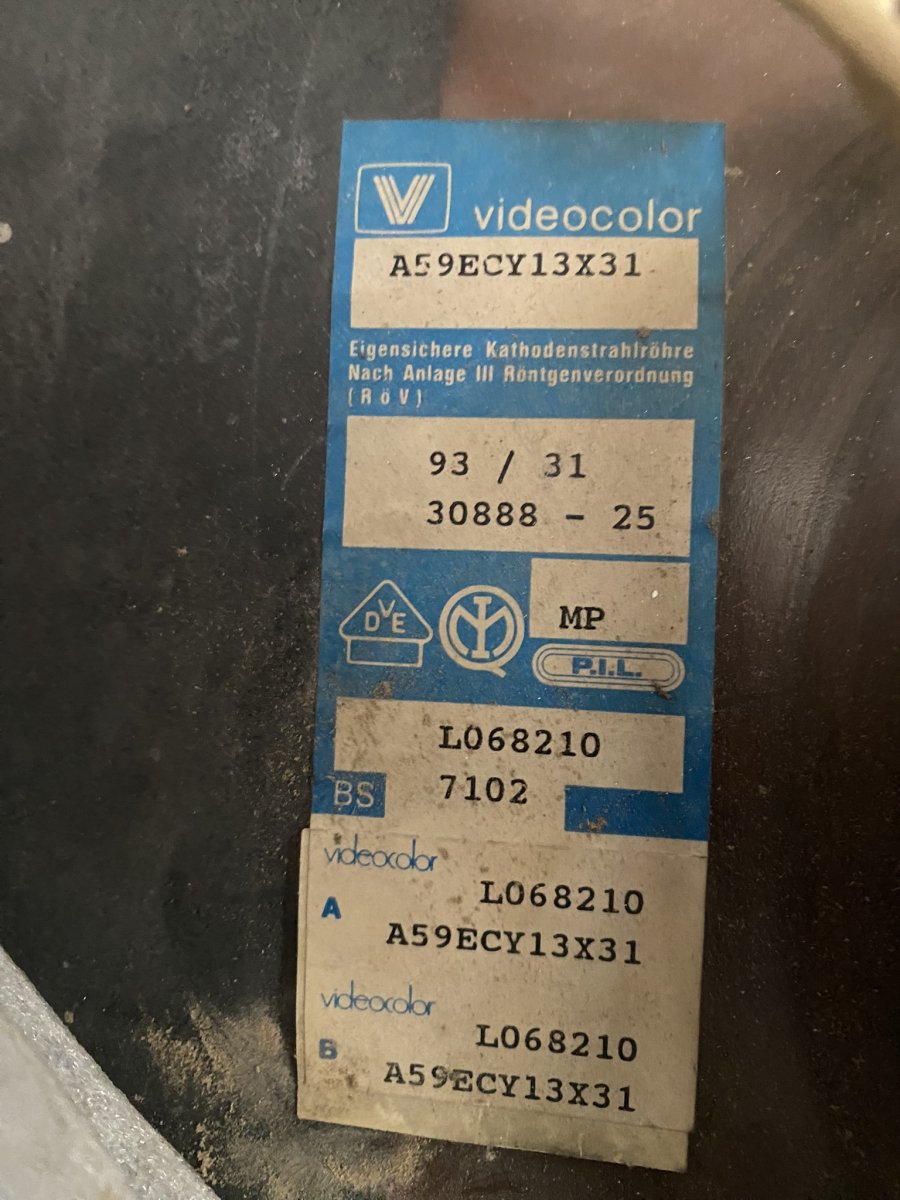 V videocolor
A59ECY13X31
Eigensichere Kathodenstrahlröhre
Nach Anlage III Röntgenverordnung
(RöV)
93 / 31
30888 - 25
DVE
MP
P.I.L.
L068210
BS 7102
videocolor
A L068210
A59ECY13X31
videocolor
B L068210
A59ECY13X31